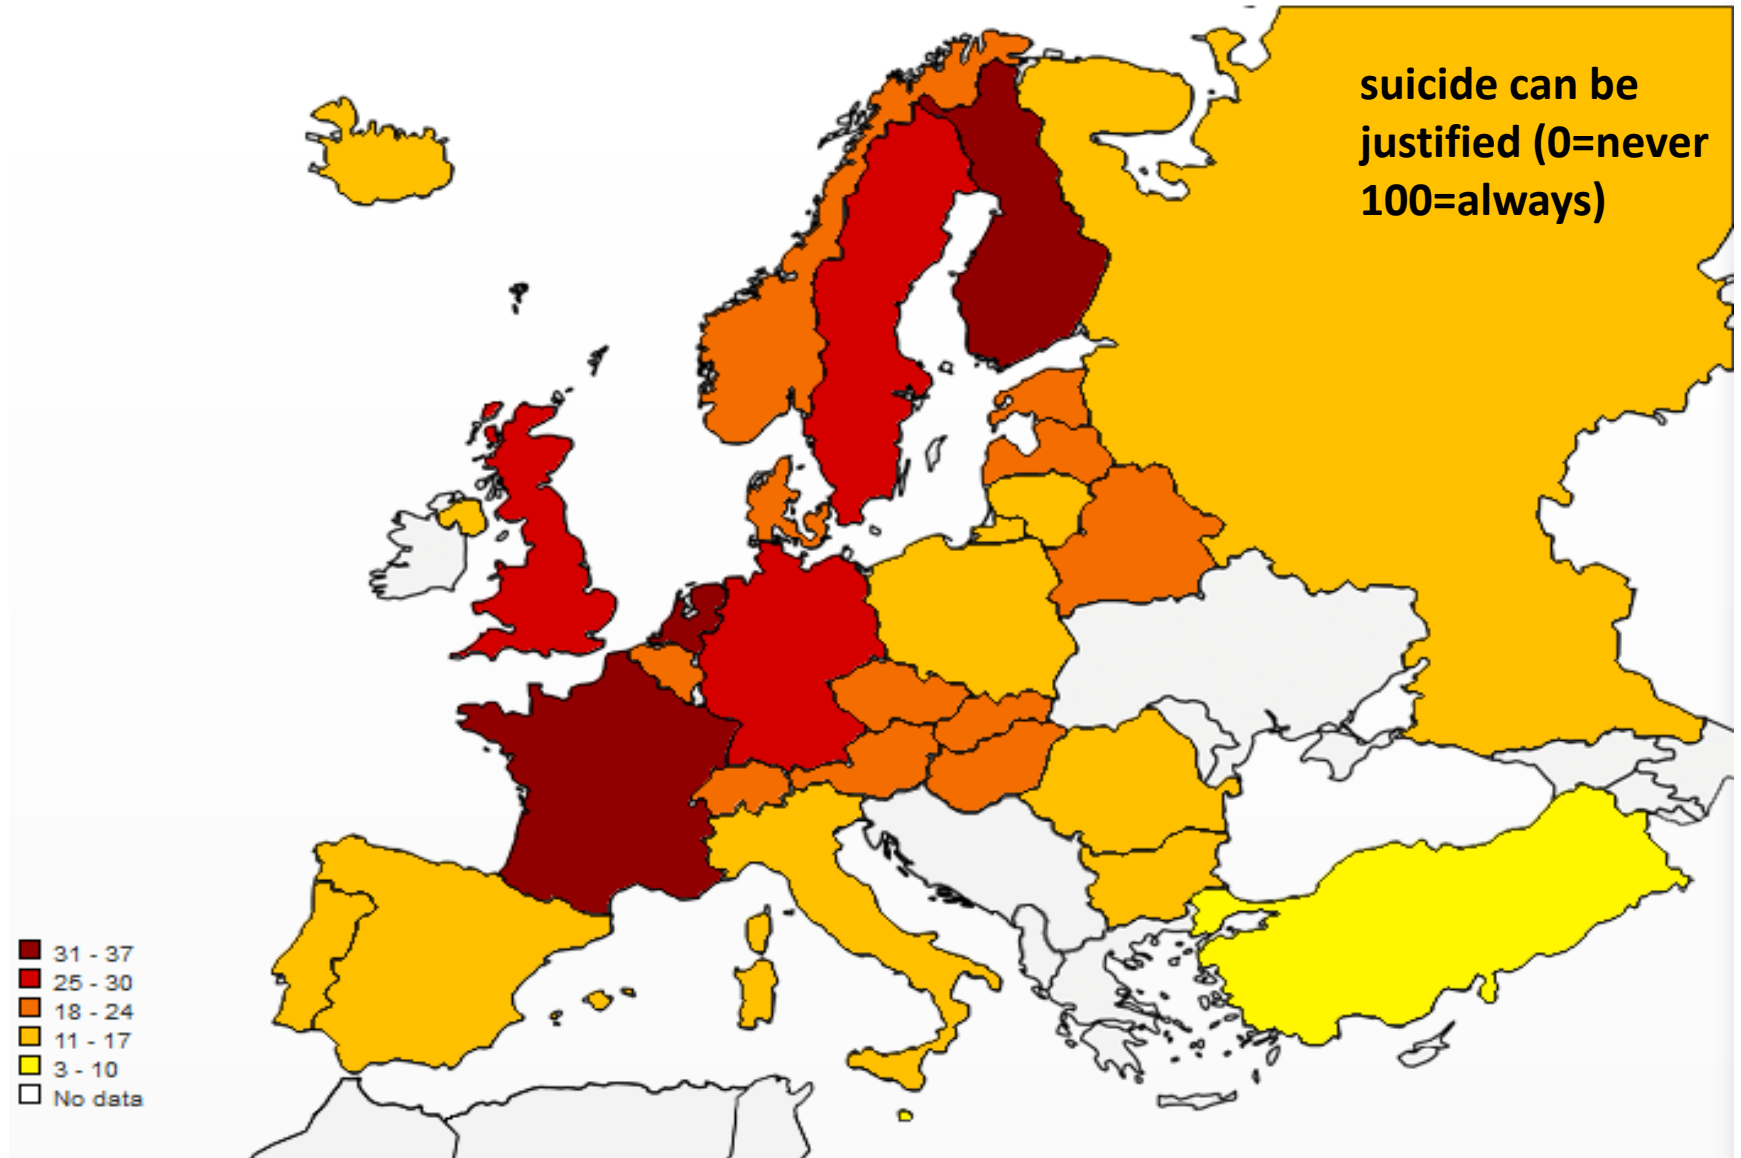 suicide can be
justified (0=never
100=always)
31 - 37
25 - 30
18 - 24
11 - 17
3 - 10
No data